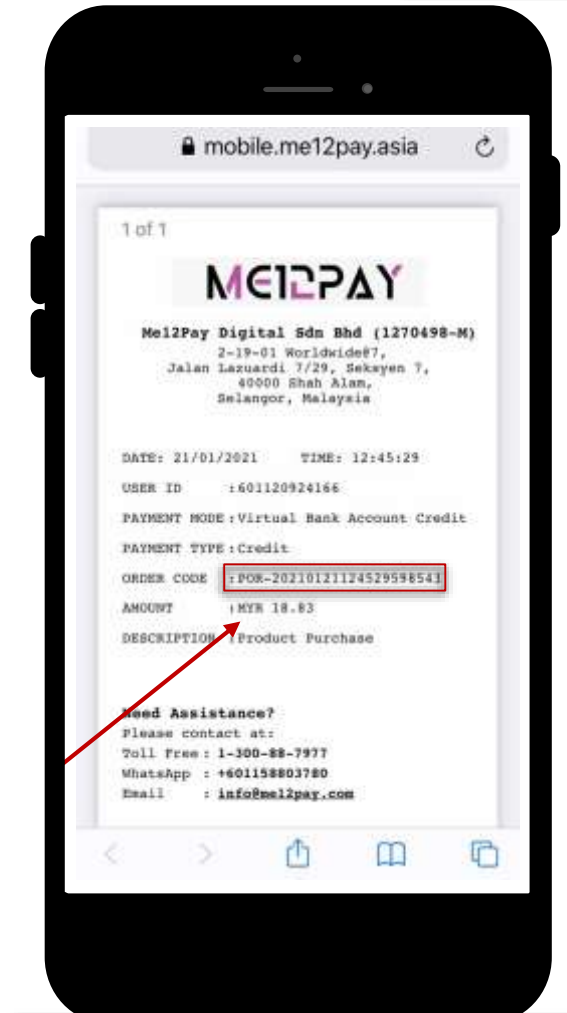 mobile.me12pay.asia
1 of 1
ME12PAY
Me12Pay Digital Sdn Bhd (1270498-M)
2-19-01 Worldwide@7,
Jalan Lazuardi 7/29, Seksyen 7,
40000 Shah Alam,
Selangor, Malaysia
DATE: 21/01/2021 TIME: 12:45:29
USER ID :601120924166
PAYMENT MODE :Virtual Bank Account Credit
PAYMENT TYPE :Credit
ORDER CODE :POR-20210121124529598543
AMOUNT :MYR 18.83
DESCRIPTION :Product Purchase
Need Assistance?
Please contact at:
Toll Free : 1-300-88-7977
WhatsApp : +601158803780
Email : info@me12pay.com